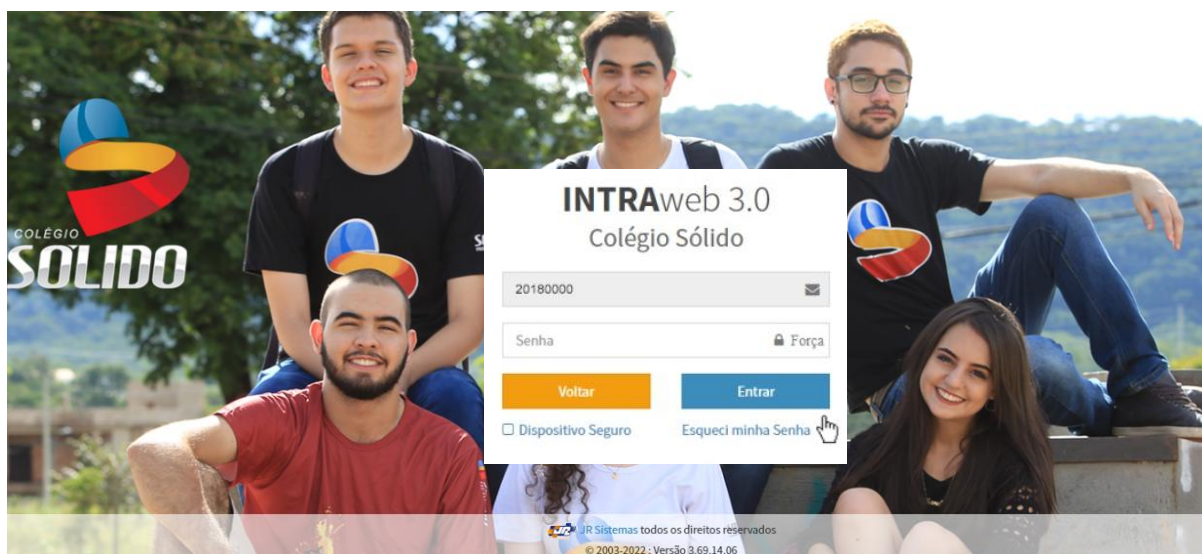 COLÉGIO
SÓLIDO
INTRAweb 3.0
Colégio Sólido
20180000
Senha
Força
Voltar
Entrar
Dispositivo Seguro
Esqueci minha Senha
JR Sistemas todos os direitos reservados
© 2003-2022 : Versão 3.69.14.06